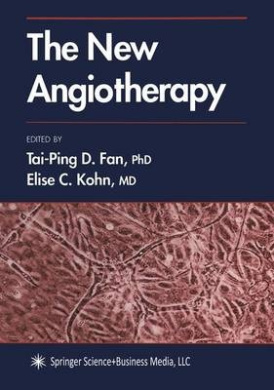 The New
Angiotherapy
EDITED BY
Tai-Ping D. Fan, PhD
Elise C. Kohn, MD
Springer Science+Business Media, LLC